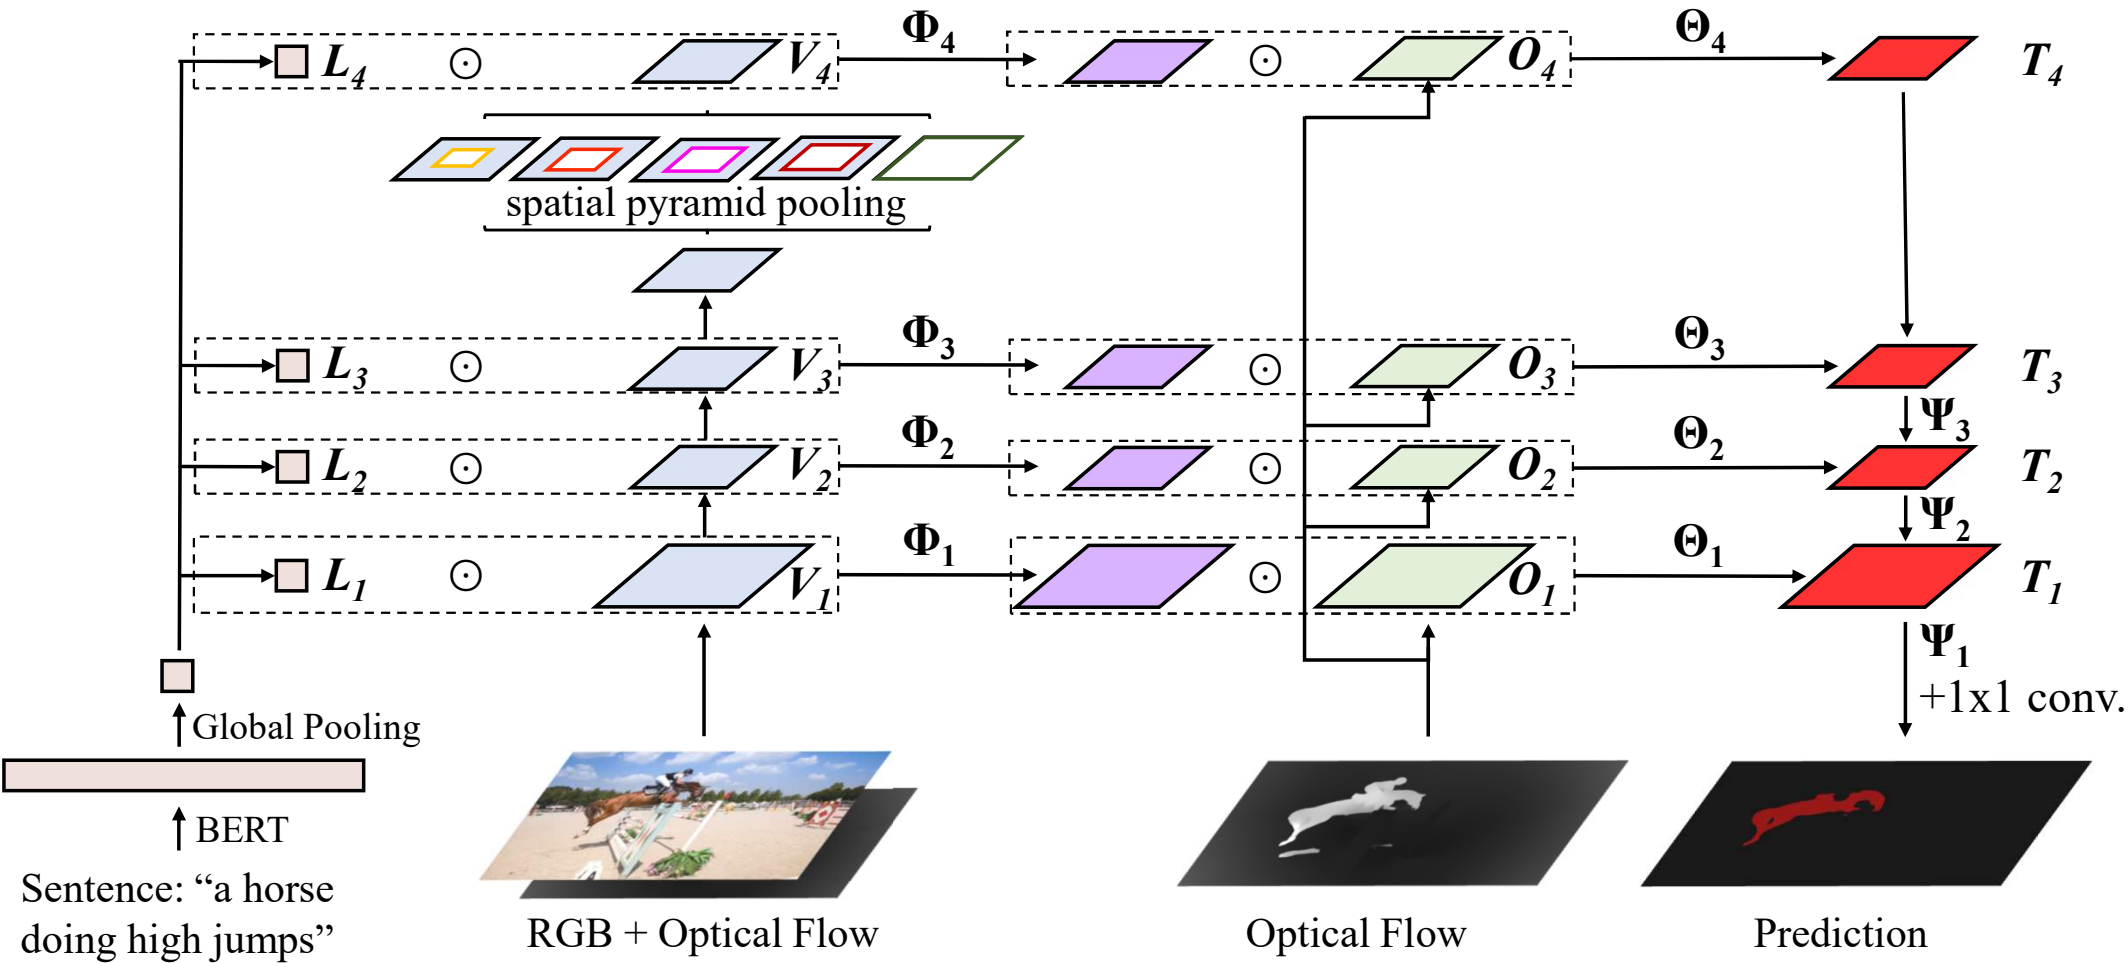 L4 ⊙ V4 Φ4 ⊙ O4 Θ4 T4
spatial pyramid pooling
L3 ⊙ V3 Φ3 ⊙ O3 Θ3 T3
Ψ3
L2 ⊙ V2 Φ2 ⊙ O2 Θ2 T2
Ψ2
L1 ⊙ V1 Φ1 ⊙ O1 Θ1 T1
Ψ1
+1x1 conv.
Global Pooling
BERT
Sentence: “a horse
doing high jumps”
RGB + Optical Flow
Optical Flow
Prediction